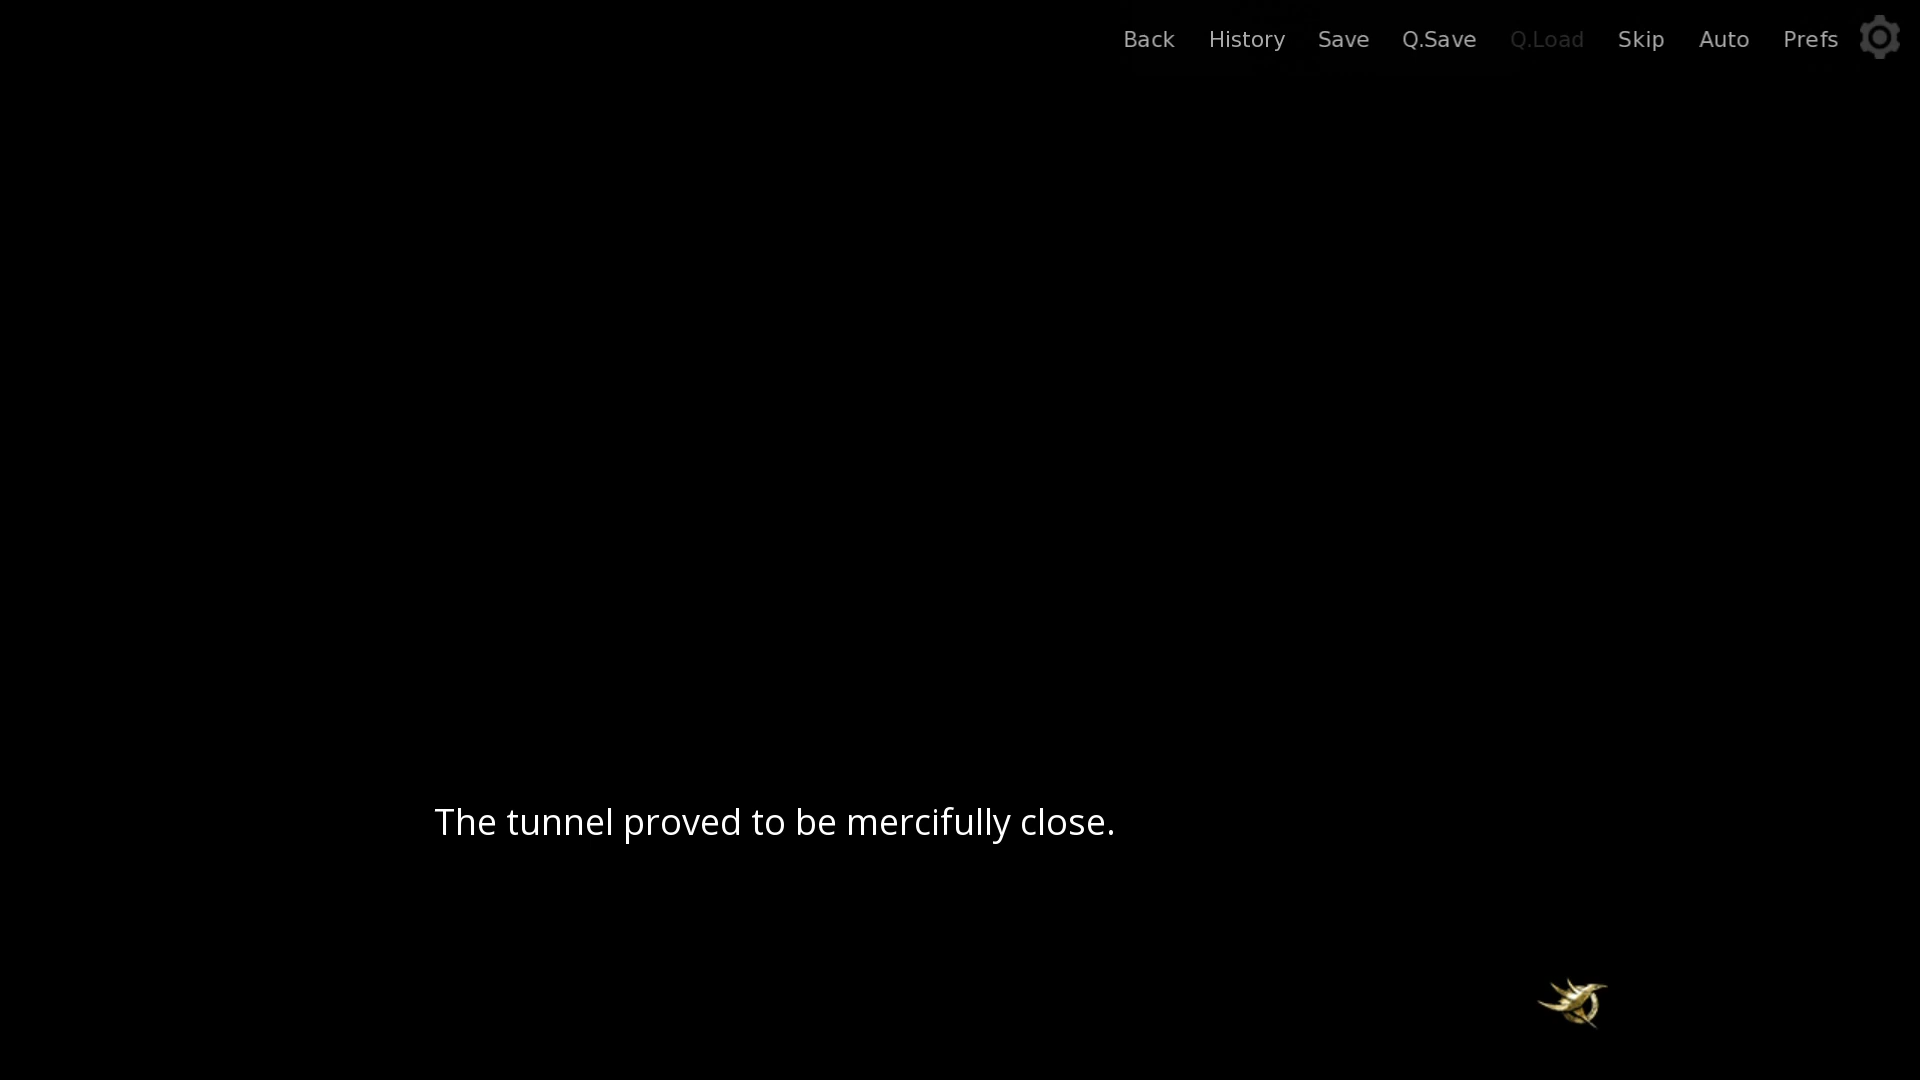 Back History Save Q.Save Q.Load Skip Auto Prefs
The tunnel proved to be mercifully close.